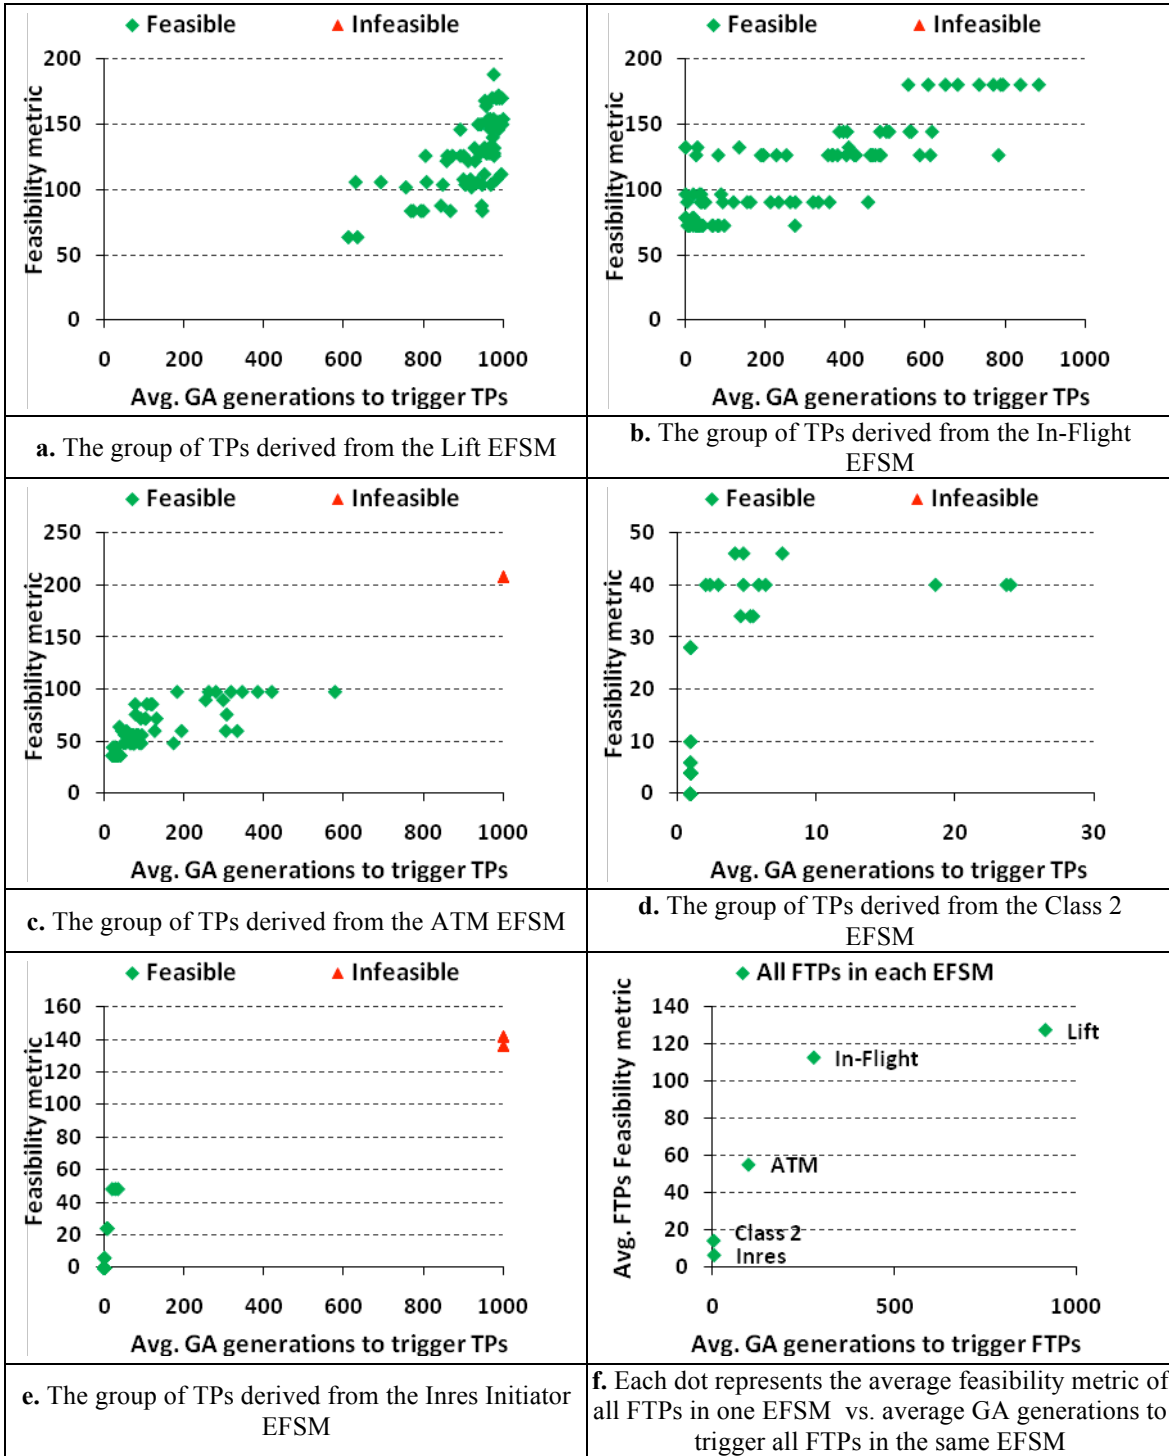 Feasible Infeasible
Feasibility metric
200
150
100
50
0
0 200 400 600 800 1000
Avg. GA generations to trigger TPs
a. The group of TPs derived from the Lift EFSM
Feasible Infeasible
Feasibility metric
200
150
100
50
0
0 200 400 600 800 1000
Avg. GA generations to trigger TPs
b. The group of TPs derived from the In-Flight
EFSM
Feasible Infeasible
Feasibility metric
250
200
150
100
50
0
0 200 400 600 800 1000
Avg. GA generations to trigger TPs
c. The group of TPs derived from the ATM EFSM
Feasible Infeasible
Feasibility metric
50
40
30
20
10
0
0 10 20 30
Avg. GA generations to trigger TPs
d. The group of TPs derived from the Class 2
EFSM
Feasible Infeasible
Feasibility metric
160
140
120
100
80
60
40
20
0
0 200 400 600 800 1000
Avg. GA generations to trigger TPs
e. The group of TPs derived from the Inres Initiator
EFSM
All FTPs in each EFSM
Avg. FTPs Feasibility metric
140
120
100
80
60
40
20
0
Lift
In-Flight
ATM
Class 2
Inres
0 500 1000
Avg. GA generations to trigger FTPs
f. Each dot represents the average feasibility metric of
all FTPs in one EFSM vs. average GA generations to
trigger all FTPs in the same EFSM